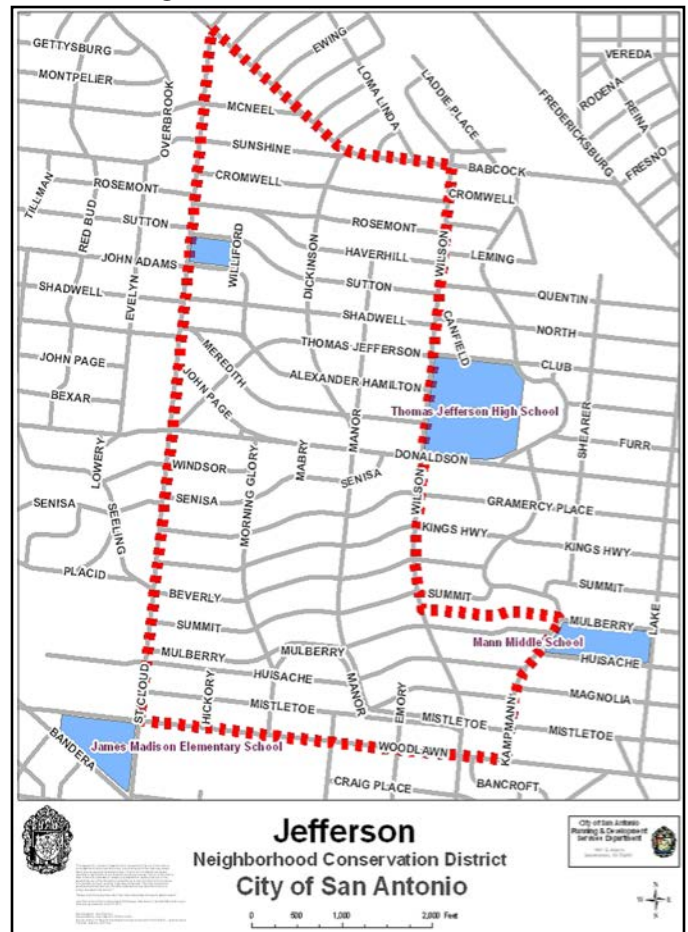 GETTYSBURG
EWING
VEREDA
MONTPELIER
OVERBROOK
LOMA LINDA
LADDIE PLACE
FREDERICKSBURG
RODENA
REINA
FRESNO
MCNEEL
SUNSHINE
BABCOCK
CROMWELL
CROMWELL
TILLMAN
ROSEMONT
RED BUD
SUTTON
ROSEMONT
WILSON
LEMING
JOHN ADAMS
EVELYN
WILLIFORD
DICKINSON
HAVERHILL
SUTTON
QUENTIN
SHADWELL
SHADWELL
CANFIELD
NORTH
THOMAS JEFFERSON
CLUB
JOHN PAGE
MEREDITH
JOHN PAGE
ALEXANDER HAMILTON
BEXAR
Thomas Jefferson High School
SHEARER
MANOR
FURR
LOWERY
WINDSOR
MORNING GLORY
MABRY
SENISA
DONALDSON
SENISA
SENISA
WILSON
GRAMERCY PLACE
SEELING
KINGS HWY
KINGS HWY
PLACID
BEVERLY
SUMMIT
SUMMIT
SUMMIT
MULBERRY
LAKE
MULBERRY
MULBERRY
Mann Middle School
HUISACHE
HUISACHE
ST CLOUD
HICKORY
MANOR
EMORY
KAMPMANN
MAGNOLIA
MISTLETOE
MISTLETOE
MISTLETOE
BANDERA
James Madison Elementary School
WOODLAWN
CRAIG PLACE
BANCROFT
Jefferson
Neighborhood Conservation District
City of San Antonio
0 500 1,000 2,000 Feet
City of San Antonio
Planning & Development
Services Department